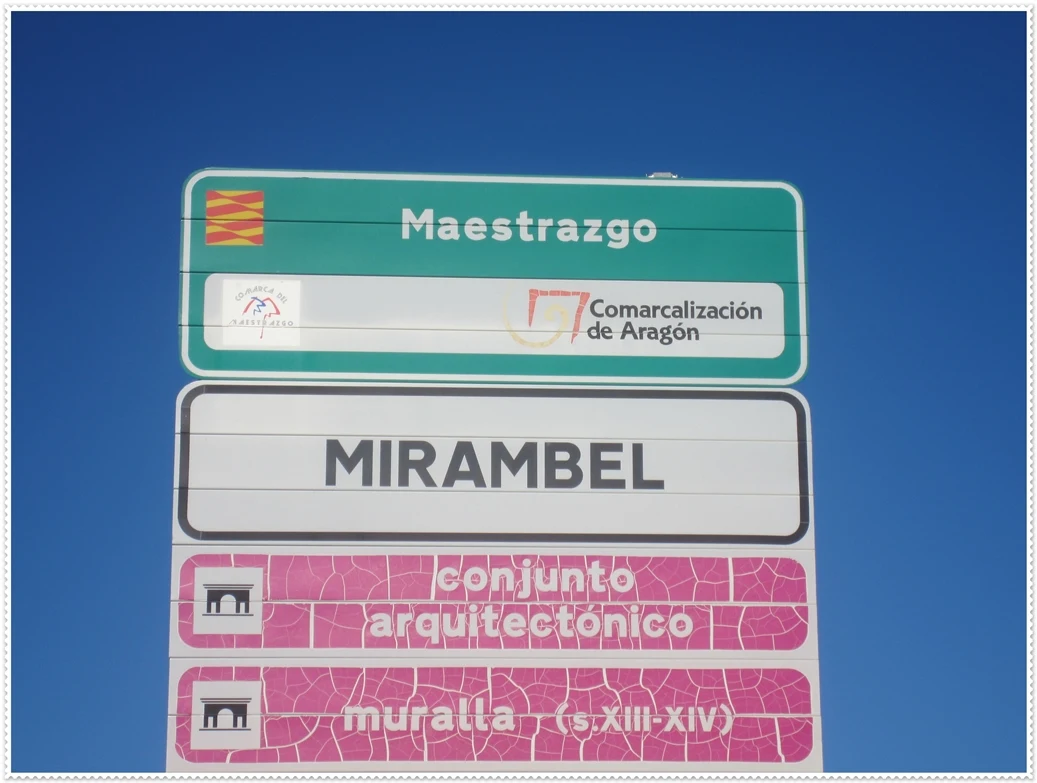 Maestrazgo
COMARCA DEL
MAESTRAZGO
Comarcalización
de Aragón
MIRAMBEL
conjunto
arquitectónico
muralla (s.XIII-XIV)